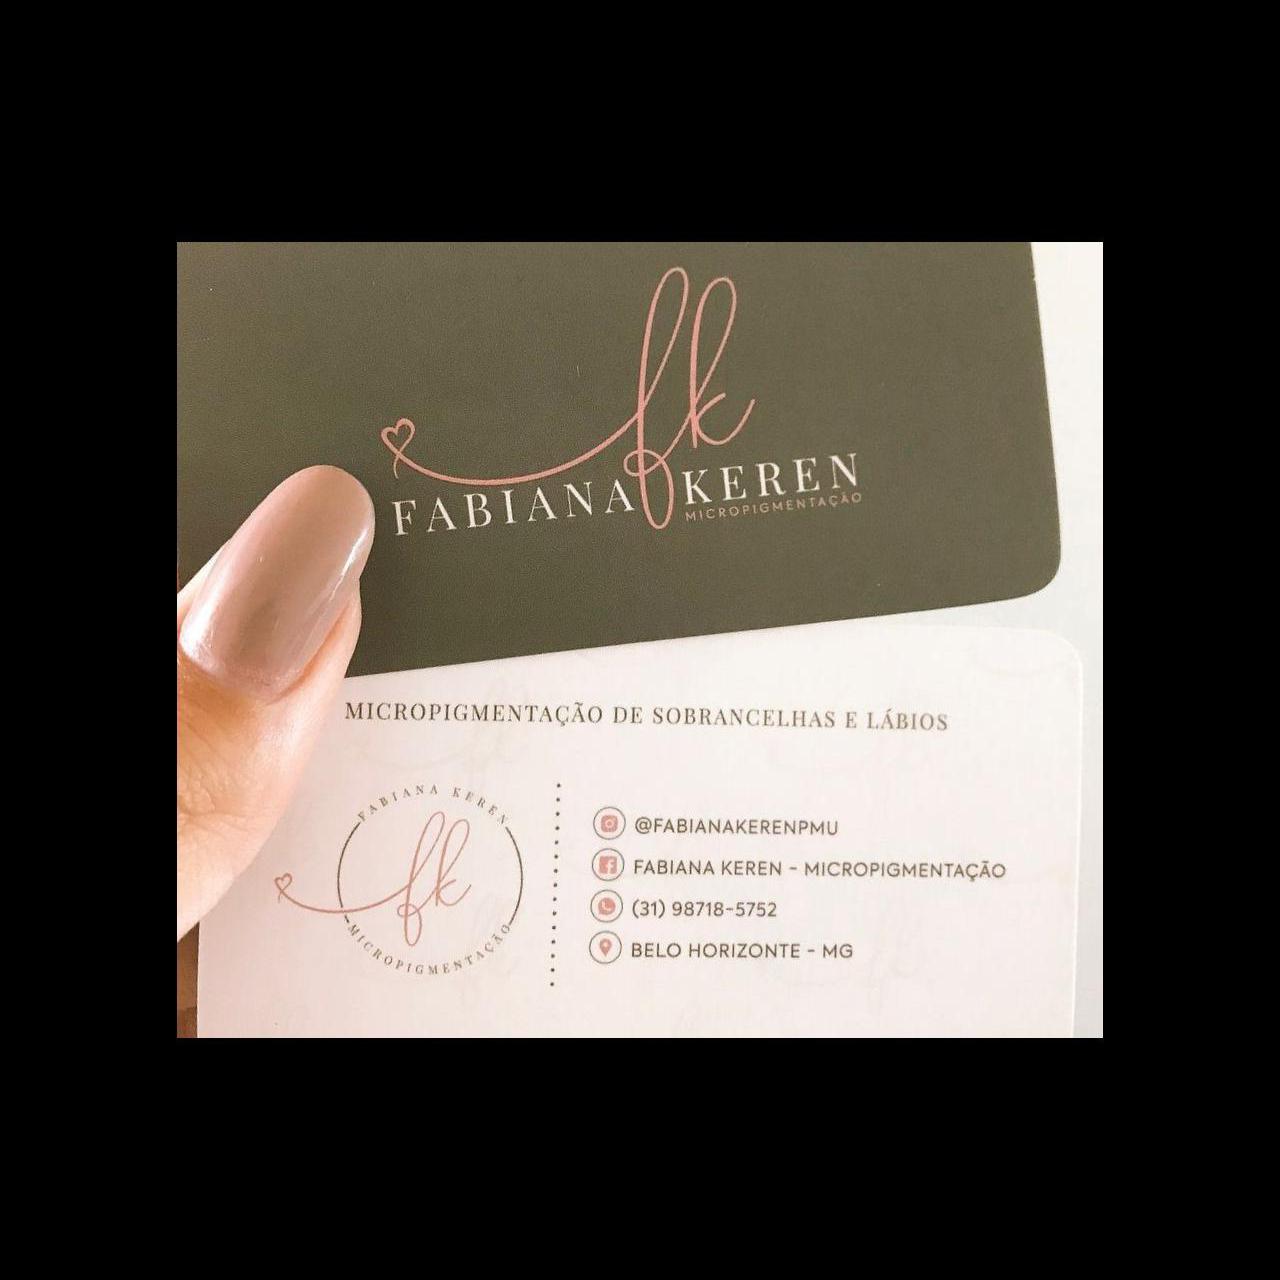 fk
FABIANA KEREN
MICROPIGMENTAÇÃO
MICROPIGMENTAÇÃO DE SOBRANCELHAS E LÁBIOS
FABIANA KEREN
fk
MICROPIGMENTAÇÃO
@FABIANAKERENPMU
FABIANA KEREN - MICROPIGMENTAÇÃO
(31) 98718-5752
BELO HORIZONTE - MG